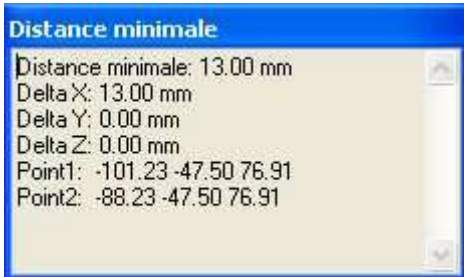 Distance minimale
Distance minimale: 13.00 mm
Delta X: 13.00 mm
Delta Y: 0.00 mm
Delta Z: 0.00 mm
Point1: -101.23 -47.50 76.91
Point2: -88.23 -47.50 76.91